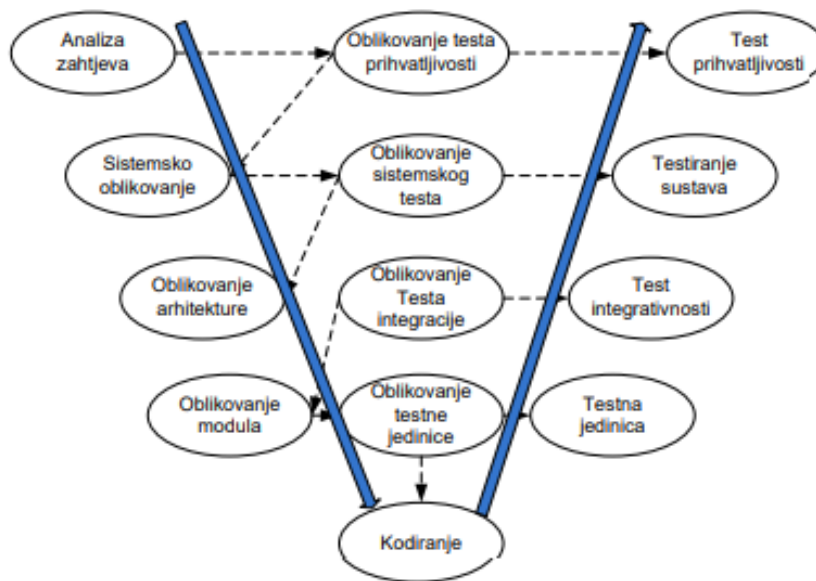 Analiza
zahtjeva
Oblikovanje testa
prihvatljivosti
Test
prihvatljivosti
Sistemsko
oblikovanje
Oblikovanje
sistemskog
testa
Testiranje
sustava
Oblikovanje
arhitekture
Oblikovanje
Testa
integracije
Test
integrativnosti
Oblikovanje
modula
Oblikovanje
testne
jedinice
Testna
jedinica
Kodiranje